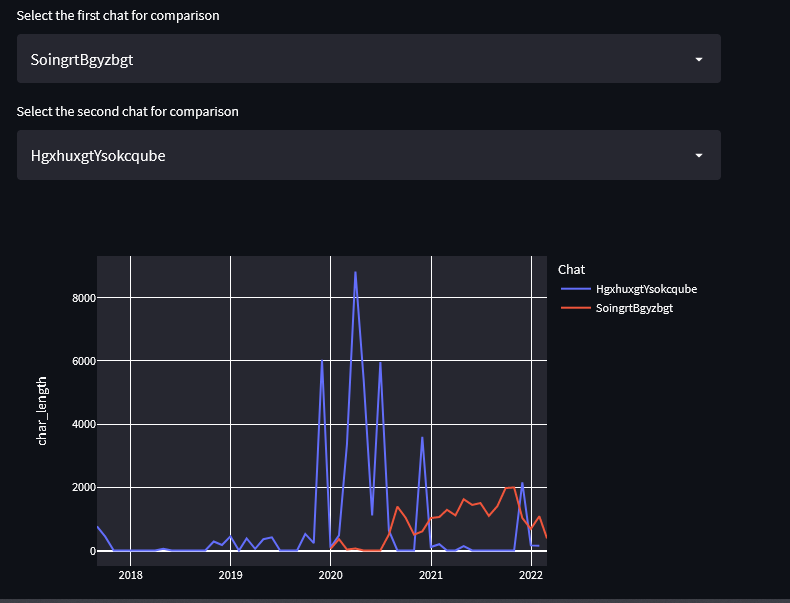 Select the first chat for comparison
SoingrtBgyzbgt
Select the second chat for comparison
HgxhuxgtYsokcqube
Chat
HgxhuxgtYsokcqube
SoingrtBgyzbgt
8000
6000
4000
2000
0
char_length
2018 2019 2020 2021 2022